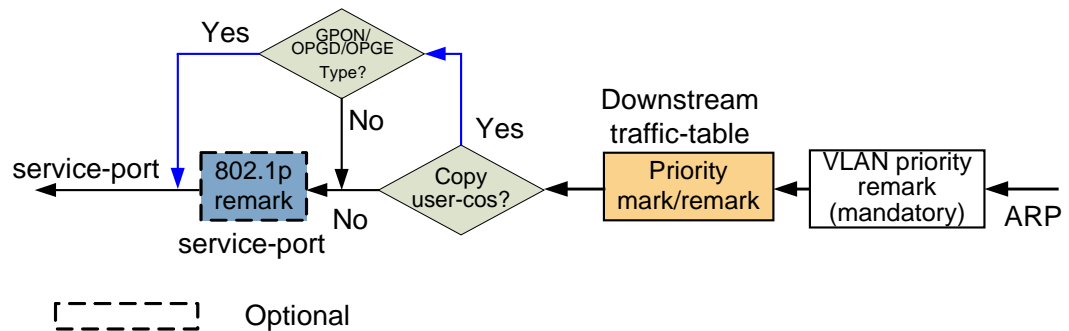 Yes
GPON/
OPGD/OPGE
Type?
No
Yes
Downstream
traffic-table
service-port
802.1p
remark
No
service-port
Copy
user-cos?
Priority
mark/remark
VLAN priority
remark
(mandatory)
ARP
Optional